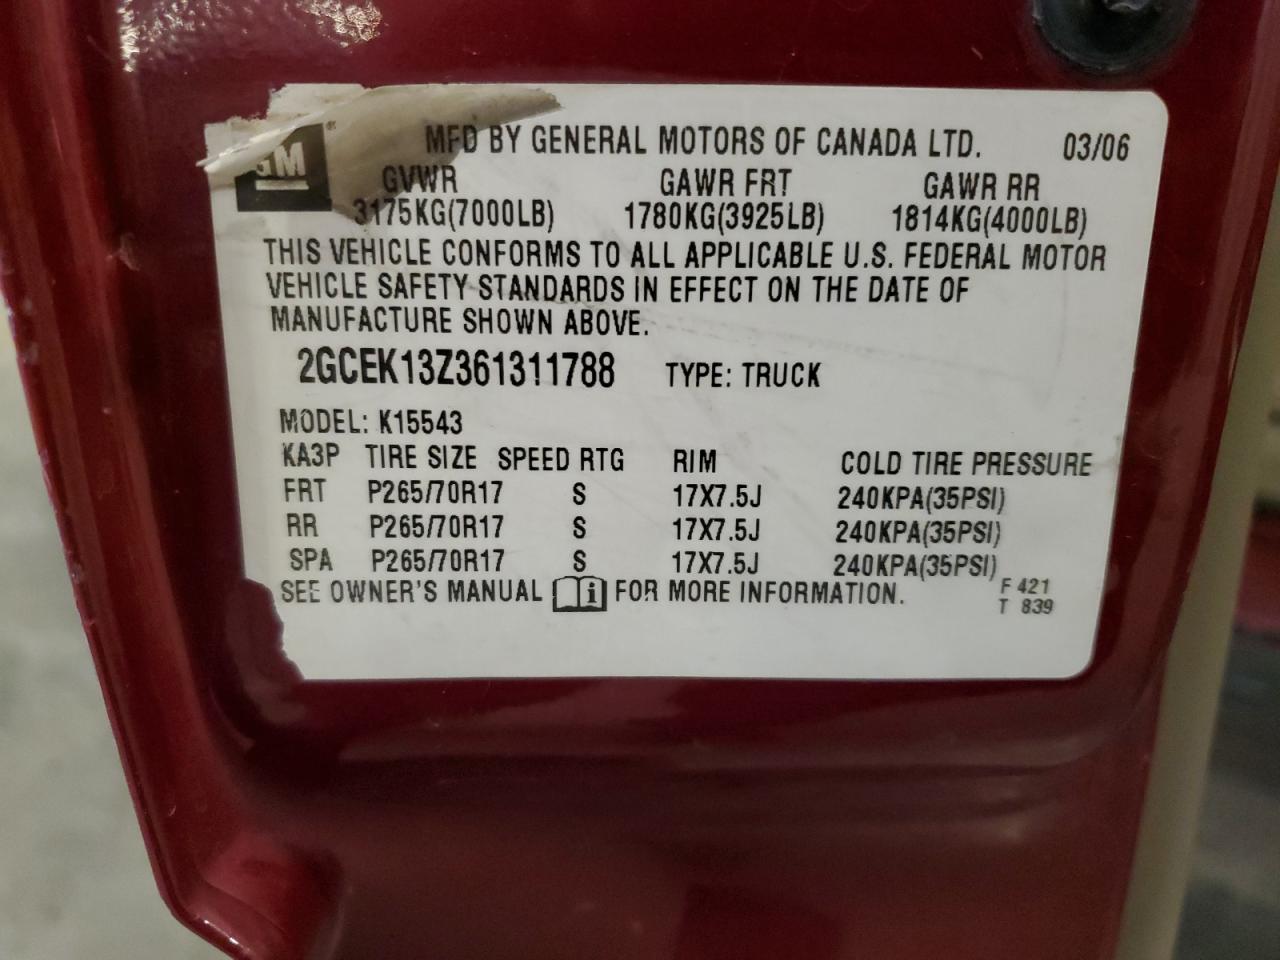 GM
MFD BY GENERAL MOTORS OF CANADA LTD. 03/06
GVWR GAWR FRT GAWR RR
3175KG(7000LB) 1780KG(3925LB) 1814KG(4000LB)
THIS VEHICLE CONFORMS TO ALL APPLICABLE U.S. FEDERAL MOTOR
VEHICLE SAFETY STANDARDS IN EFFECT ON THE DATE OF
MANUFACTURE SHOWN ABOVE.
2GCEK13Z361311788 TYPE: TRUCK
MODEL: K15543
KA3P TIRE SIZE SPEED RTG RIM COLD TIRE PRESSURE
FRT P265/70R17 S 17X7.5J 240KPA(35PSI)
RR P265/70R17 S 17X7.5J 240KPA(35PSI)
SPA P265/70R17 S 17X7.5J 240KPA(35PSI)
SEE OWNER'S MANUAL i FOR MORE INFORMATION. F 421
T 839